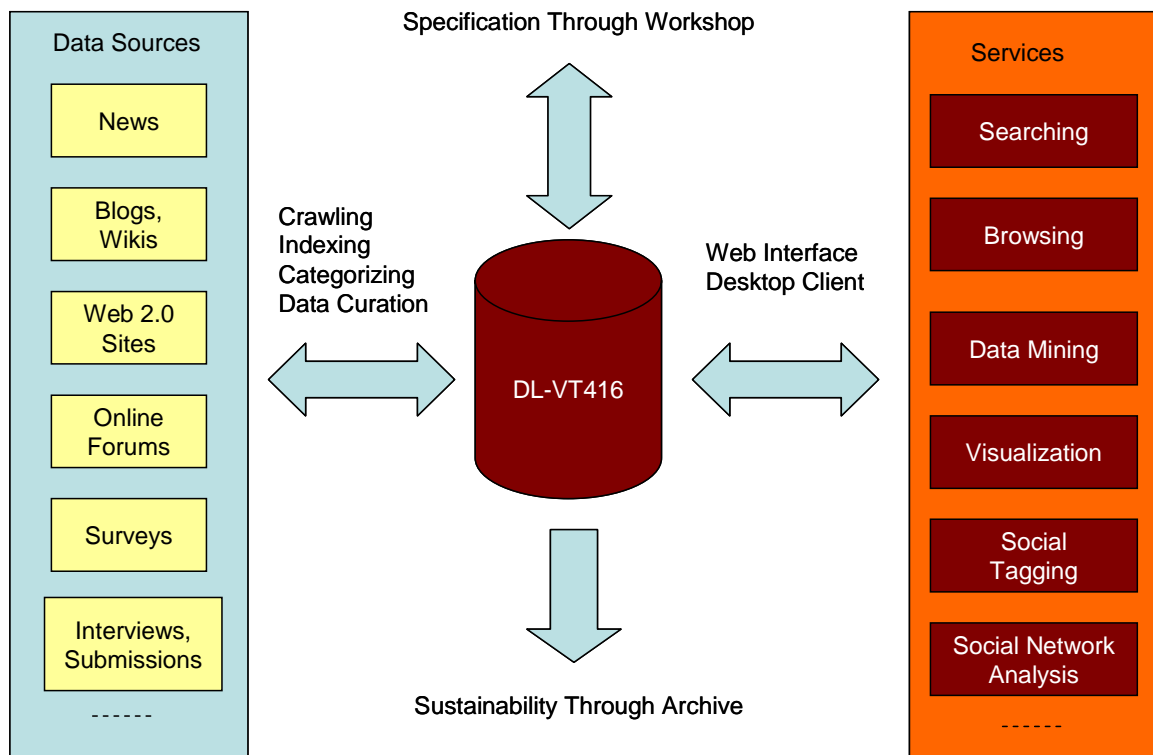 Specification Through Workshop
Data Sources
News
Blogs,
Wikis
Web 2.0
Sites
Online
Forums
Surveys
Interviews,
Submissions
------
Crawling
Indexing
Categorizing
Data Curation
DL-VT416
Web Interface
Desktop Client
Sustainability Through Archive
Services
Searching
Browsing
Data Mining
Visualization
Social
Tagging
Social Network
Analysis
------